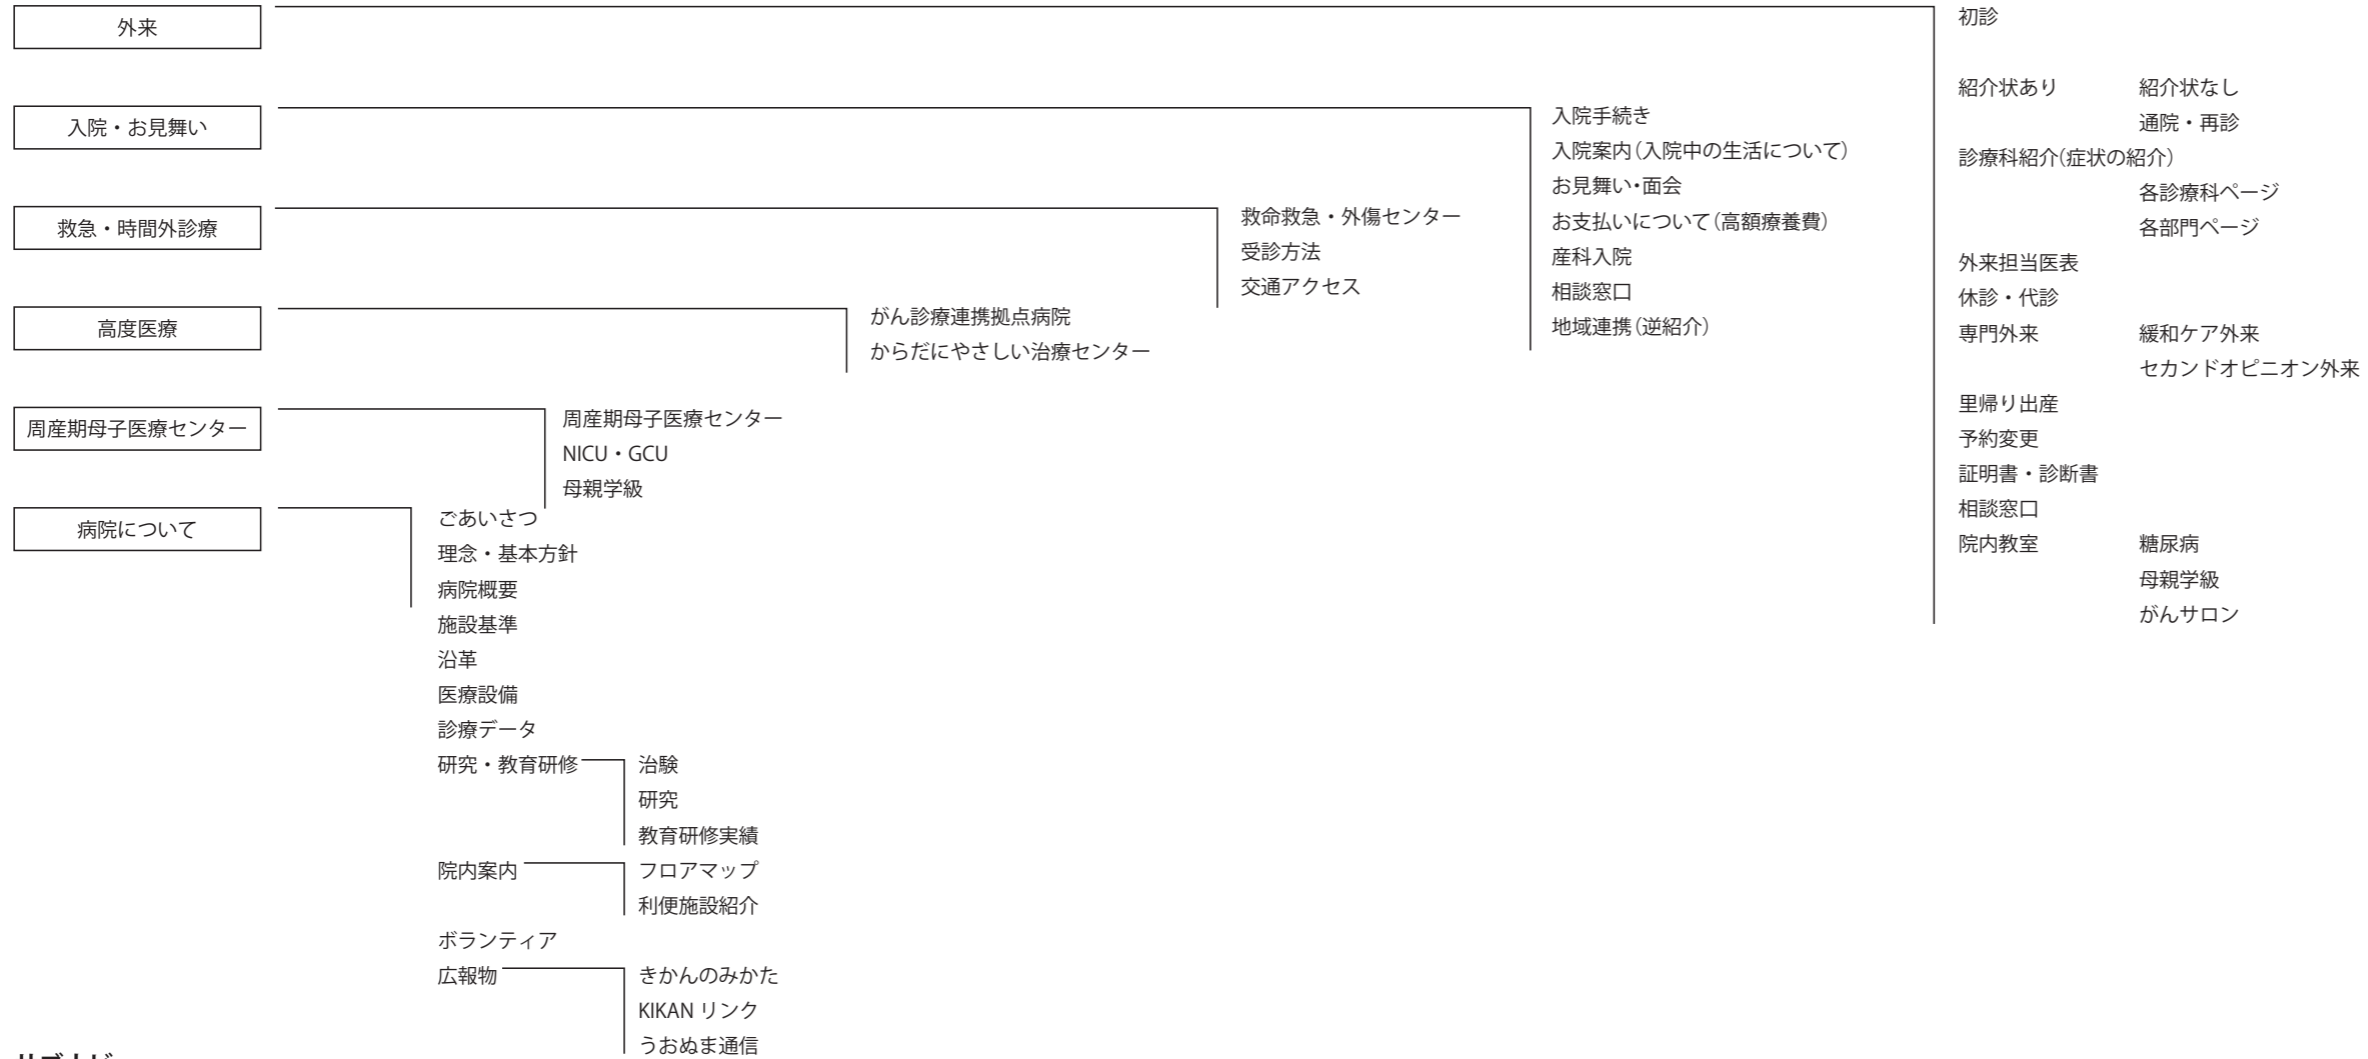 外来
初診
紹介状あり 紹介状なし
通院・再診
診療科紹介(症状の紹介)
各診療科ページ
各部門ページ
外来担当医表
休診・代診
専門外来 緩和ケア外来
セカンドオピニオン外来
里帰り出産
予約変更
証明書・診断書
相談窓口
院内教室 糖尿病
母親学級
がんサロン
入院・お見舞い
入院手続き
入院案内(入院中の生活について)
お見舞い・面会
お支払いについて(高額療養費)
産科入院
相談窓口
地域連携(逆紹介)
救急・時間外診療
救命救急・外傷センター
受診方法
交通アクセス
高度医療
がん診療連携拠点病院
からだにやさしい治療センター
周産期母子医療センター
周産期母子医療センター
NICU・GCU
母親学級
病院について
ごあいさつ
理念・基本方針
病院概要
施設基準
沿革
医療設備
診療データ
研究・教育研修
治験
研究
教育研修実績
院内案内
フロアマップ
利便施設紹介
ボランティア
広報物
きかんのみかた
KIKAN リンク
うおぬま通信